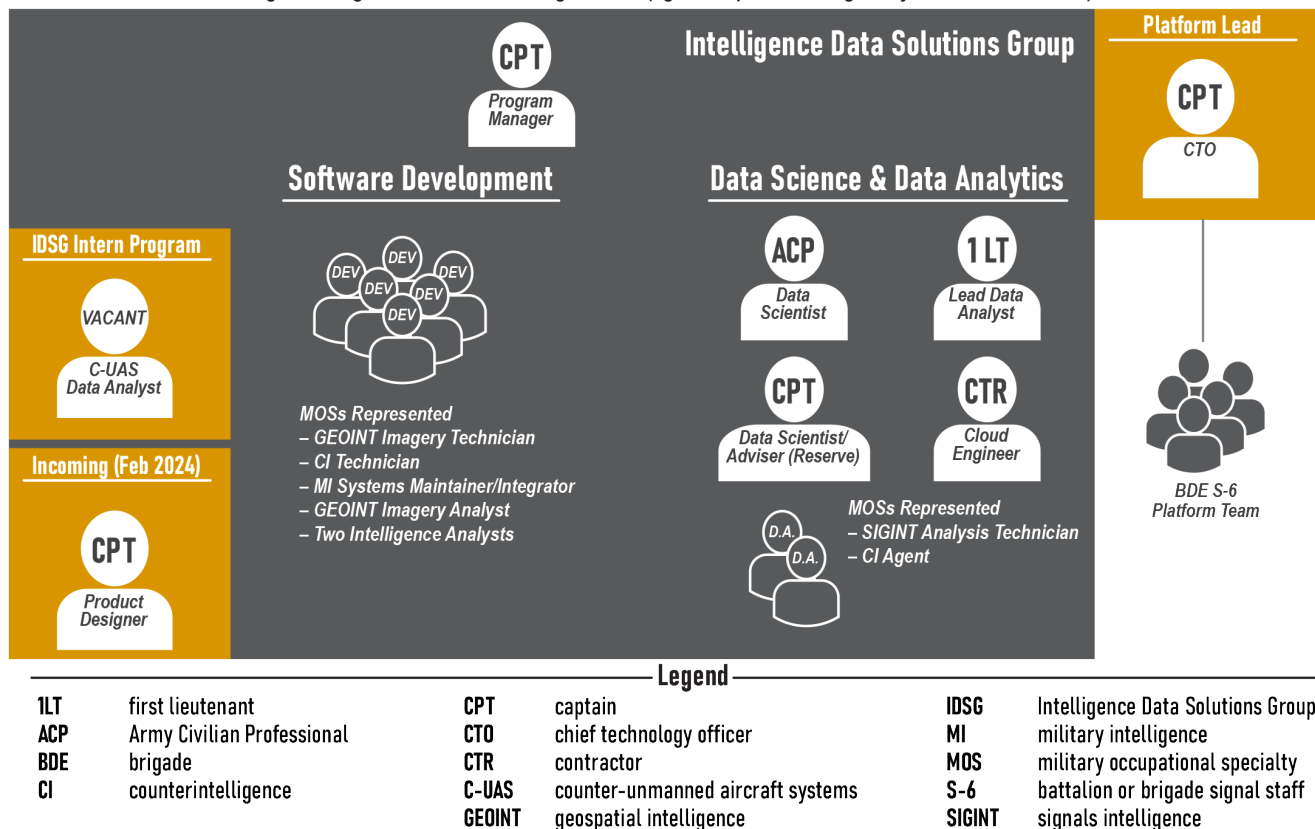 Intelligence Data Solutions Group
CPT
Program
Manager
Platform Lead
CPT
CTO
Software Development
DEV
DEV
DEV
DEV
DEV
DEV
MOSs Represented
– GEOINT Imagery Technician
– CI Technician
– MI Systems Maintainer/Integrator
– GEOINT Imagery Analyst
– Two Intelligence Analysts
Data Science & Data Analytics
ACP
Data
Scientist
1LT
Lead Data
Analyst
CPT
Data Scientist/
Adviser (Reserve)
CTR
Cloud
Engineer
D.A.
D.A.
MOSs Represented
– SIGINT Analysis Technician
– CI Agent
IDSG Intern Program
VACANT
C-UAS
Data Analyst
Incoming (Feb 2024)
CPT
Product
Designer
BDE S-6
Platform Team
Legend
1LT first lieutenant
ACP Army Civilian Professional
BDE brigade
CI counterintelligence
CPT captain
CTO chief technology officer
CTR contractor
C-UAS counter-unmanned aircraft systems
GEOINT geospatial intelligence
IDSG Intelligence Data Solutions Group
MI military intelligence
MOS military occupational specialty
S-6 battalion or brigade signal staff
SIGINT signals intelligence